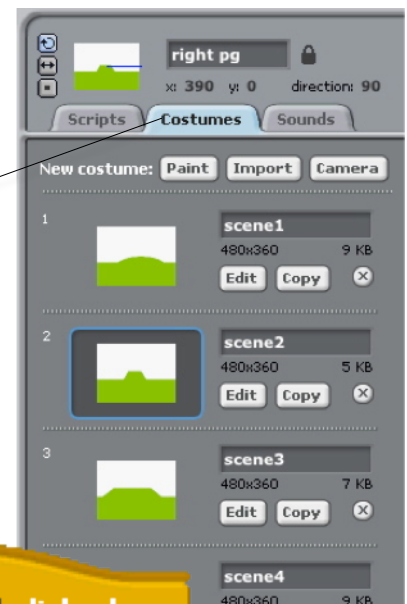 right pg
x: 390 y: 0 direction: 90
Scripts Costumes Sounds
New costume: Paint Import Camera
1
scene1
480x360 9 KB
Edit Copy
2
scene2
480x360 5 KB
Edit Copy
3
scene3
480x360 7 KB
Edit Copy
scene4
480x360 9 KB